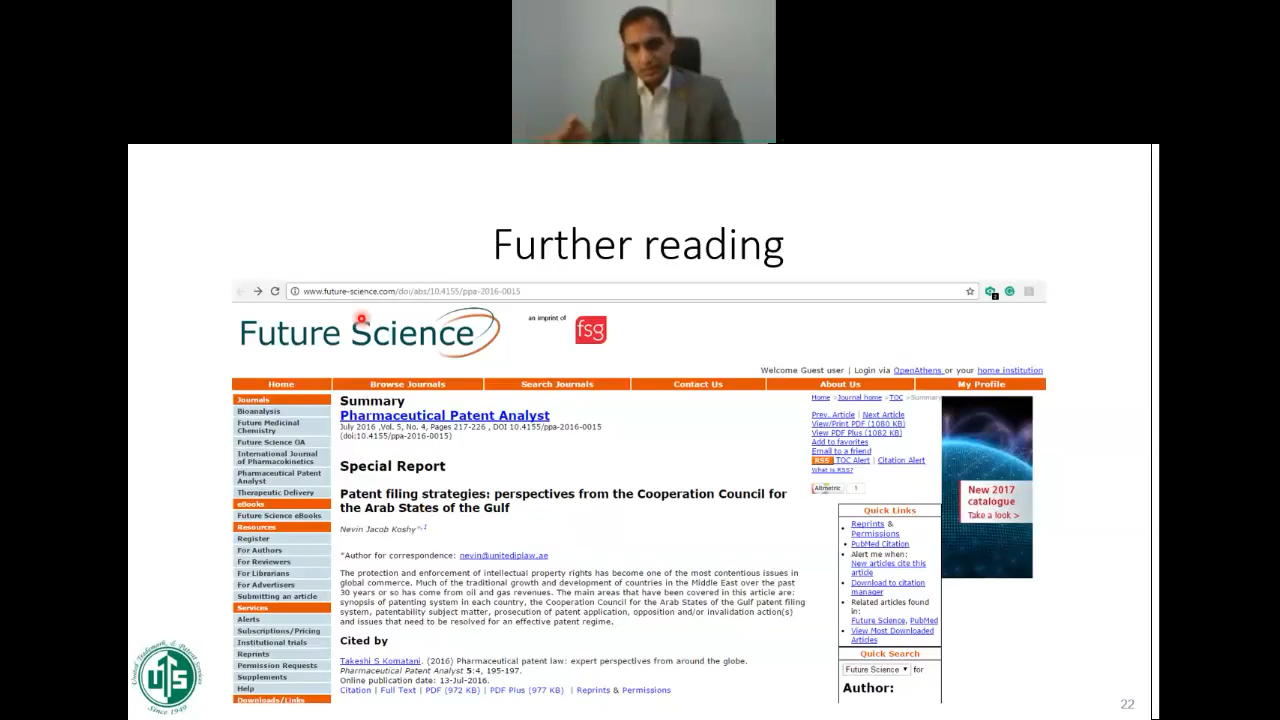 Further reading
www.future-science.com/doi/abs/10.4155/ppa-2016-0015
2
Future Science
an imprint of
fsg
Welcome Guest user | Login via OpenAthens or your home institution
Home
Browse Journals
Search Journals
Contact Us
About Us
My Profile
Journals
Bioanalysis
Future Medicinal
Chemistry
Future Science OA
International Journal
of Pharmacokinetics
Pharmaceutical Patent
Analyst
Therapeutic Delivery
eBooks
Future Science eBooks
Resources
Register
For Authors
For Reviewers
For Librarians
For Advertisers
Submitting an article
Services
Alerts
Subscriptions/Pricing
Institutional trials
Reprints
Permission Requests
Supplements
Help
Downloads/Links
Summary
Pharmaceutical Patent Analyst
July 2016 ,Vol. 5, No. 4, Pages 217-226 , DOI 10.4155/ppa-2016-0015
(doi:10.4155/ppa-2016-0015)
Special Report
Patent filing strategies: perspectives from the Cooperation Council for
the Arab States of the Gulf
Nevin Jacob Koshy*,1
*Author for correspondence: nevin@unitediplaw.ae
The protection and enforcement of intellectual property rights has become one of the most contentious issues in
global commerce. Much of the traditional growth and development of countries in the Middle East over the past
30 years or so has come from oil and gas revenues. The main areas that have been covered in this article are:
synopsis of patenting system in each country, the Cooperation Council for the Arab States of the Gulf patent filing
system, patentability subject matter, prosecution of patent application, opposition and/or invalidation action(s)
and issues that need to be resolved for an effective patent regime.
Cited by
Takeshi S Komatani. (2016) Pharmaceutical patent law: expert perspectives from around the globe.
Pharmaceutical Patent Analyst 5:4, 195-197.
Online publication date: 13-Jul-2016.
Citation | Full Text | PDF (972 KB) | PDF Plus (977 KB) | Reprints & Permissions
Home >Journal home >TOC >Summary
Prev. Article | Next Article
View/Print PDF (1080 KB)
View PDF Plus (1082 KB)
Add to favorites
Email to a friend
RSS TOC Alert | Citation Alert
What is RSS?
Altmetric 1
Quick Links
Reprints &
Permissions
PubMed Citation
Alert me when:
New articles cite this
article
Download to citation
manager
Related articles found
in:
Future Science, PubMed
View Most Downloaded
Articles
Quick Search
Future Science for
Author:
New 2017
catalogue
Take a look >
UTS
Since 1949
22